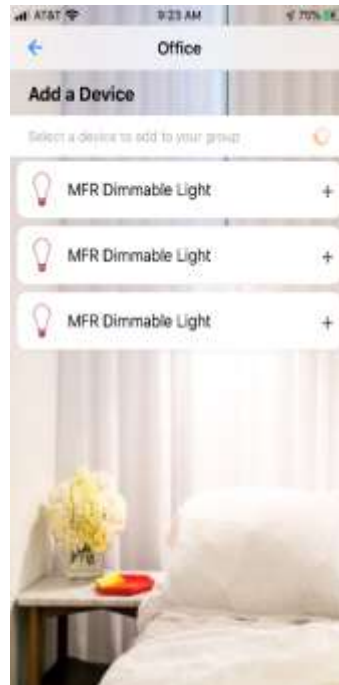 AT&T 9:23 AM 70%
Office
Add a Device
Select a device to add to your group
MFR Dimmable Light +
MFR Dimmable Light +
MFR Dimmable Light +